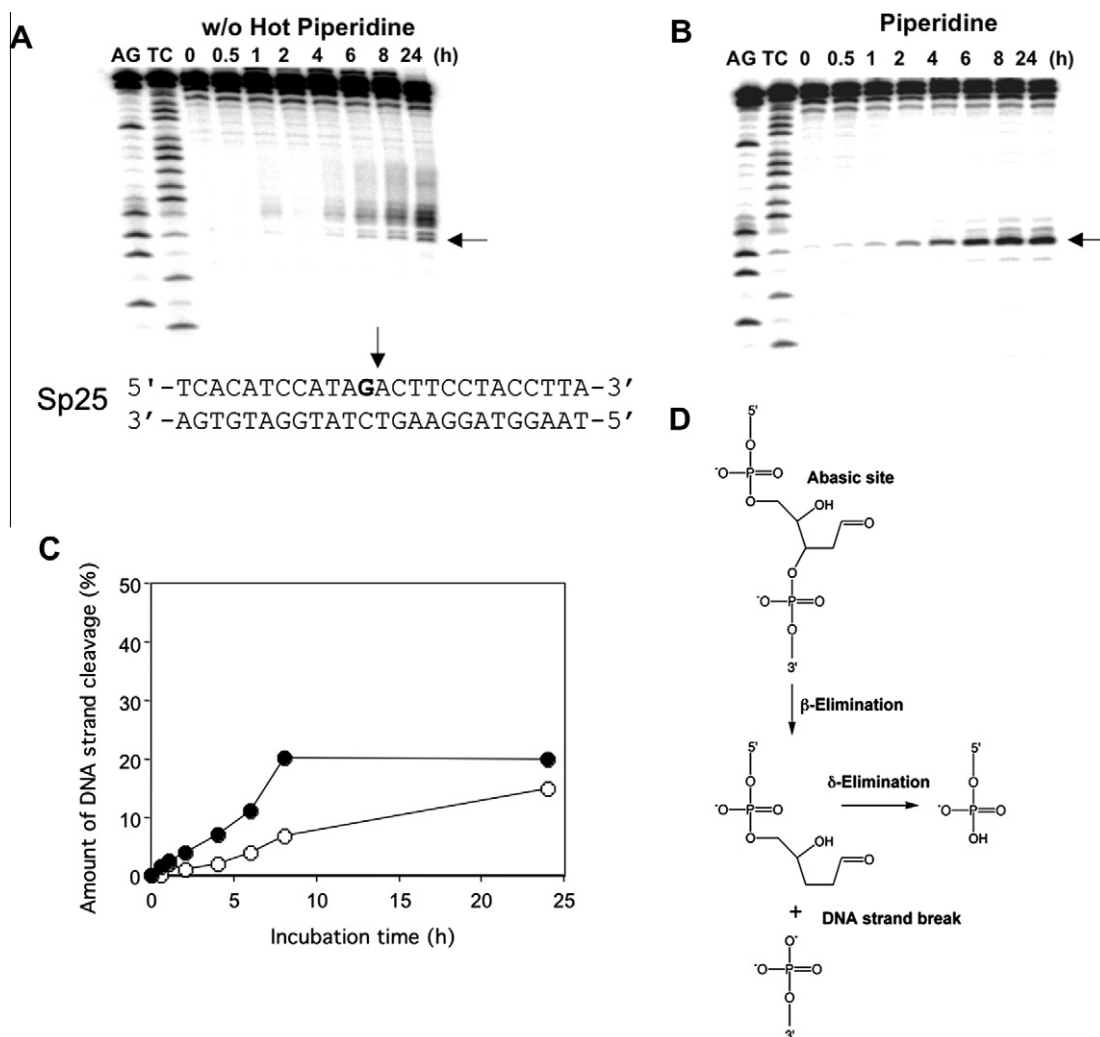 A
w/o Hot Piperidine
AG TC 0 0.5 1 2 4 6 8 24 (h)
B
Piperidine
AG TC 0 0.5 1 2 4 6 8 24 (h)
Sp25
5'-TCACATCCATAGACTTCCTACCTTA-3'
3'-AGTGTAGGTATCTGAAGGATGGAAT-5'
C
Amount of DNA strand cleavage (%)
50
40
30
20
10
0
0 5 10 15 20 25
Incubation time (h)
D
5'
O
-O-P=O
O
OH
Abasic site
O
O
-O-P=O
O
3'
β-Elimination
5'
O
-O-P=O
O
OH
O
δ-Elimination
5'
O
-O-P=O
OH
+
DNA strand break
O-
-O-P=O
O
3'